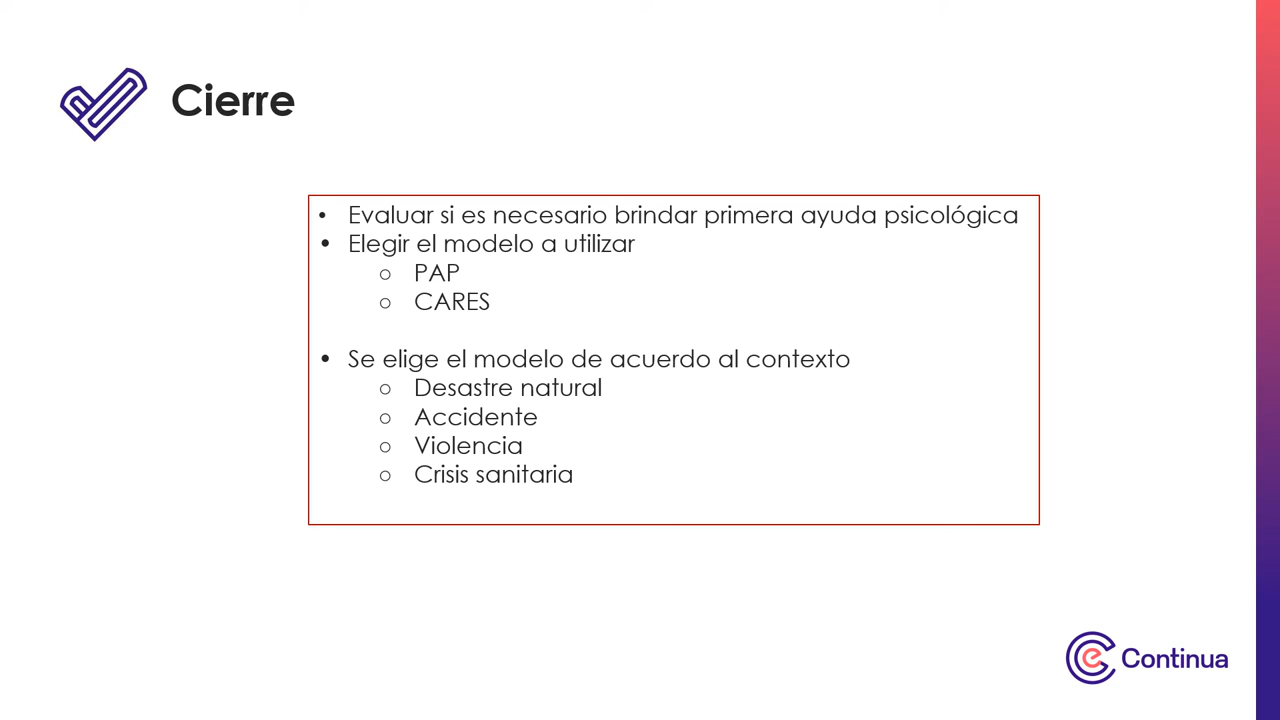 Cierre
• Evaluar si es necesario brindar primera ayuda psicológica
• Elegir el modelo a utilizar
○ PAP
○ CARES
• Se elige el modelo de acuerdo al contexto
○ Desastre natural
○ Accidente
○ Violencia
○ Crisis sanitaria
Continua